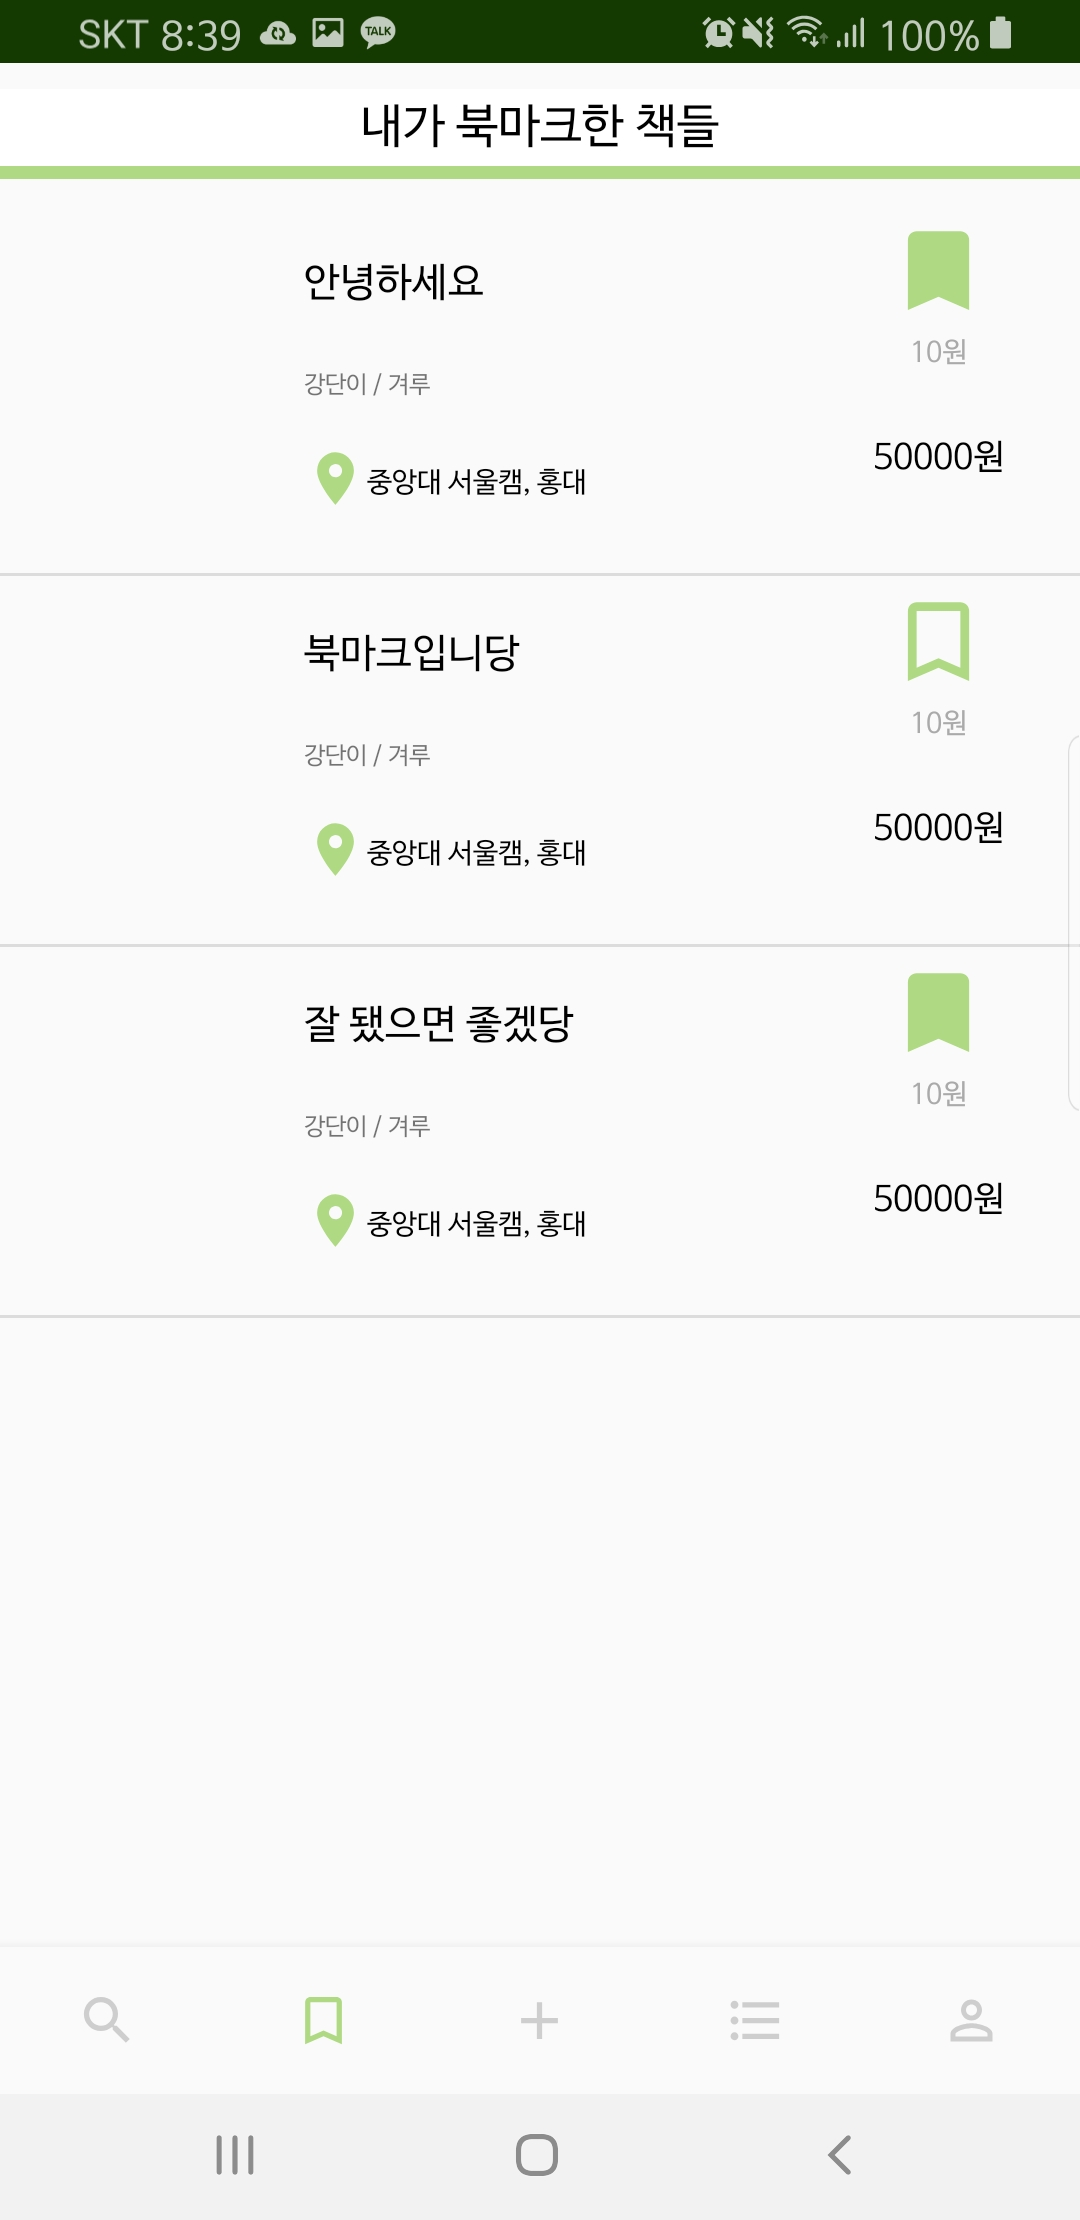 SKT 8:39 TALK 100%
내가 북마크한 책들
안녕하세요
10원
강단이 / 겨루
50000원
중앙대 서울캠, 홍대
북마크입니당
10원
강단이 / 겨루
50000원
중앙대 서울캠, 홍대
잘 됐으면 좋겠당
10원
강단이 / 겨루
50000원
중앙대 서울캠, 홍대